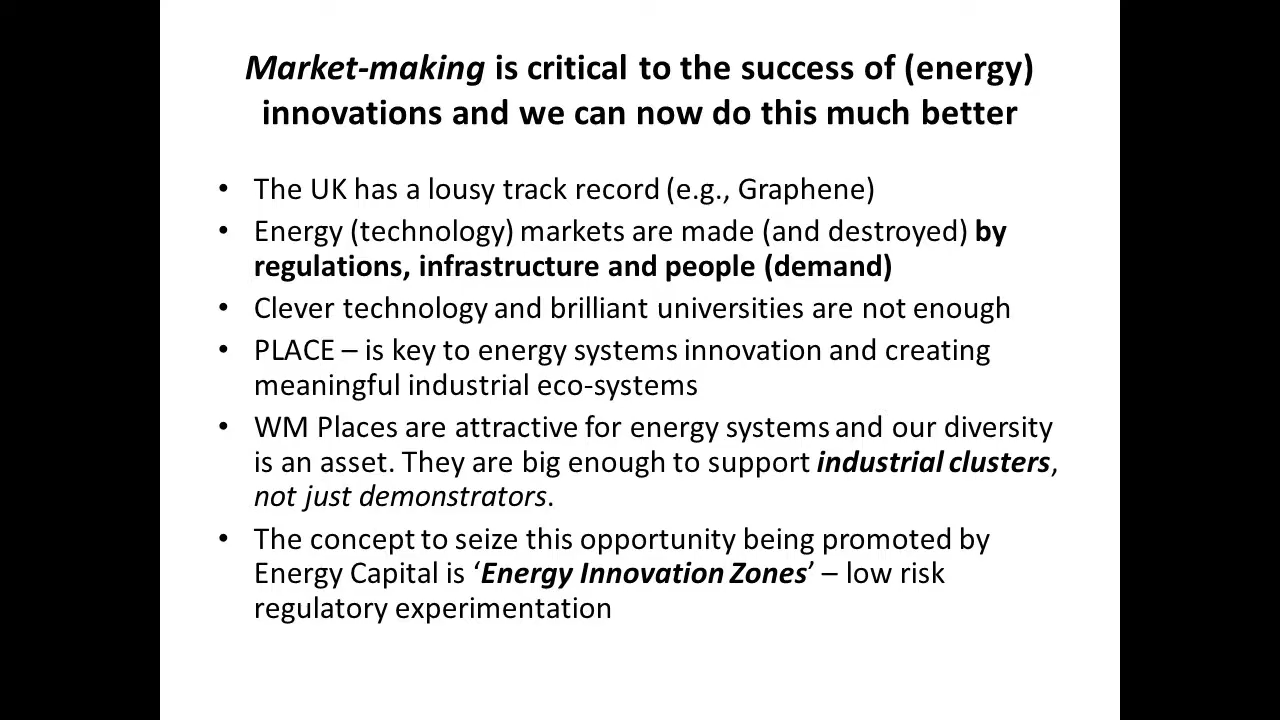 Market-making is critical to the success of (energy)
innovations and we can now do this much better
• The UK has a lousy track record (e.g., Graphene)
• Energy (technology) markets are made (and destroyed) by
regulations, infrastructure and people (demand)
• Clever technology and brilliant universities are not enough
• PLACE – is key to energy systems innovation and creating
meaningful industrial eco-systems
• WM Places are attractive for energy systems and our diversity
is an asset. They are big enough to support industrial clusters,
not just demonstrators.
• The concept to seize this opportunity being promoted by
Energy Capital is ‘Energy Innovation Zones’ – low risk
regulatory experimentation